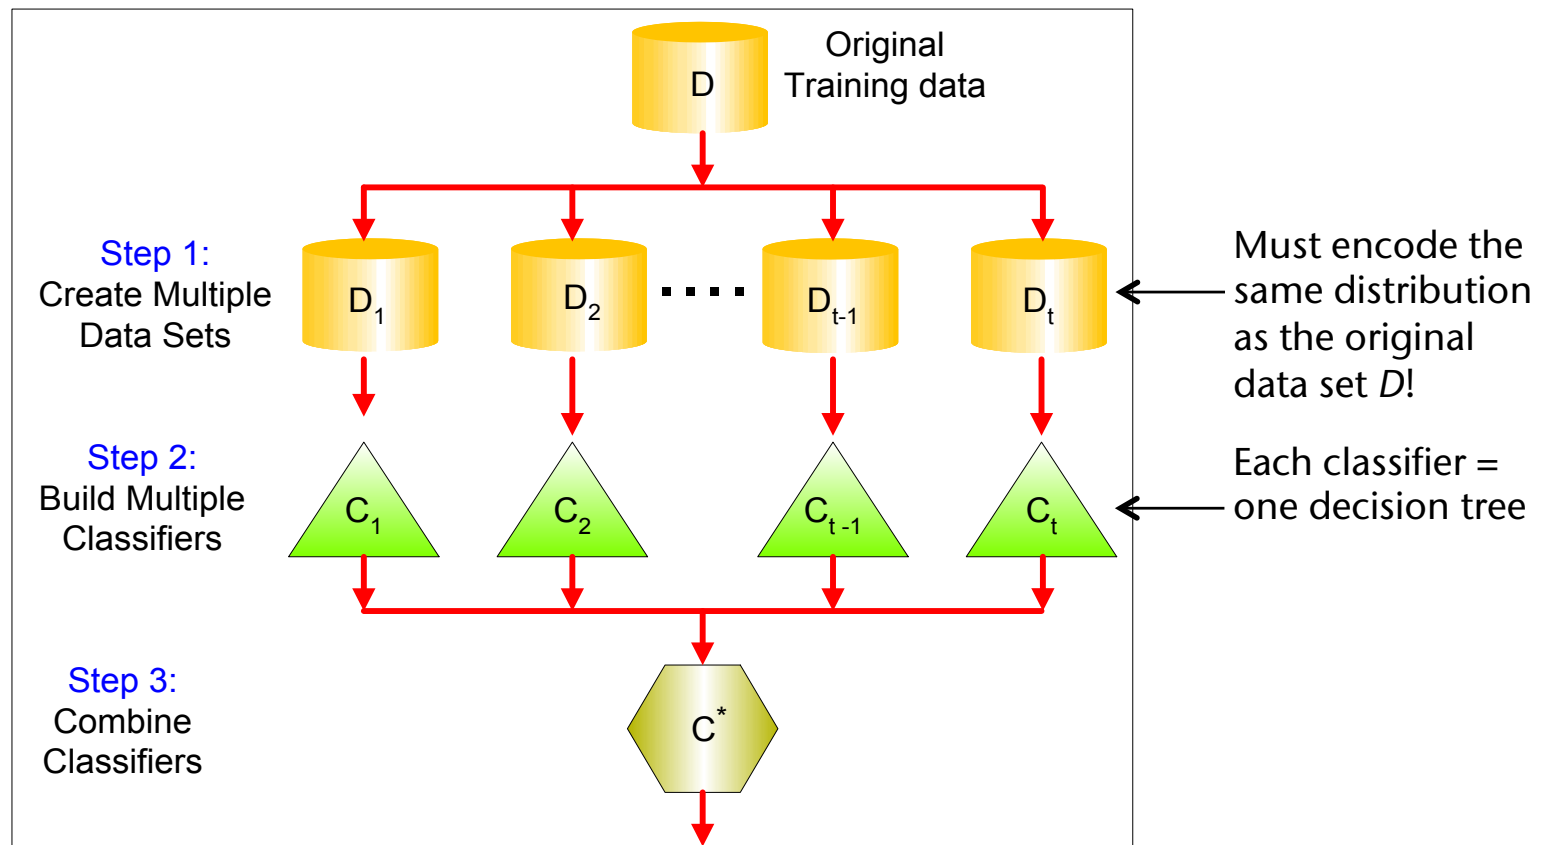 Original
Training data
D
Step 1:
Create Multiple
Data Sets
D1
D2
Dt-1
Dt
Must encode the
same distribution
as the original
data set D!
Step 2:
Build Multiple
Classifiers
C1
C2
Ct -1
Ct
Each classifier =
one decision tree
Step 3:
Combine
Classifiers
C*